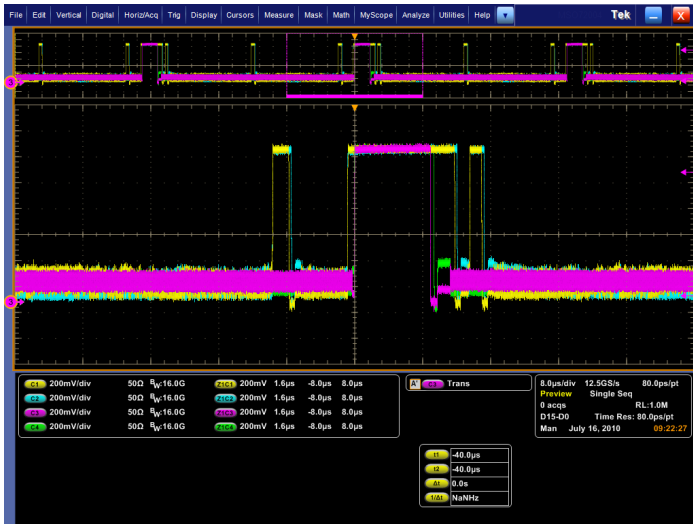 File Edit Vertical Digital Horiz/Acq Trig Display Cursors Measure Mask Math MyScope Analyze Utilities Help Tek X
C1 200mV/div 50Ω BW:16.0G Z1C1 200mV 1.6µs -8.0µs 8.0µs
C2 200mV/div 50Ω BW:16.0G Z1C2 200mV 1.6µs -8.0µs 8.0µs
C3 200mV/div 50Ω BW:16.0G Z1C3 200mV 1.6µs -8.0µs 8.0µs
C4 200mV/div 50Ω BW:16.0G Z1C4 200mV 1.6µs -8.0µs 8.0µs
A' C3 Trans
8.0µs/div 12.5GS/s 80.0ps/pt
Preview Single Seq
0 acqs RL:1.0M
D15-D0 Time Res: 80.0ps/pt
Man July 16, 2010 09:22:27
t1 -40.0µs
t2 -40.0µs
Δt 0.0s
1/Δt NaNHz